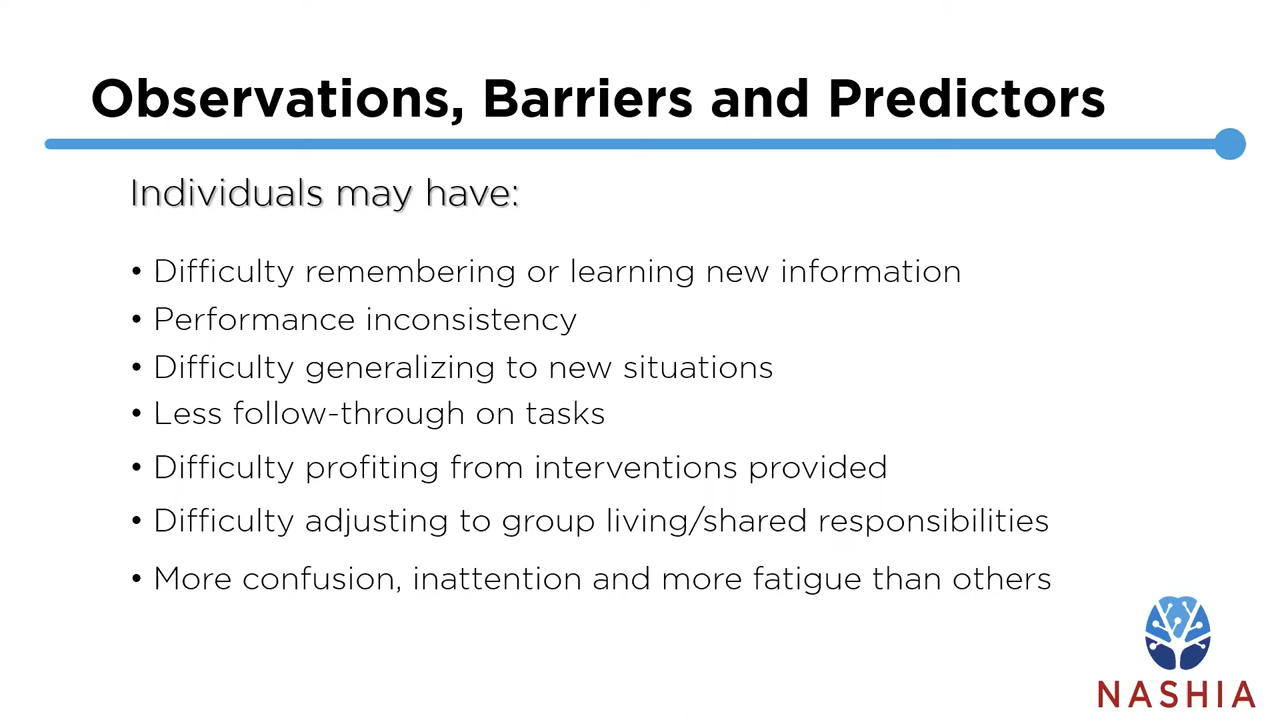 Observations, Barriers and Predictors
Individuals may have:
• Difficulty remembering or learning new information
• Performance inconsistency
• Difficulty generalizing to new situations
• Less follow-through on tasks
• Difficulty profiting from interventions provided
• Difficulty adjusting to group living/shared responsibilities
• More confusion, inattention and more fatigue than others
NASHIA